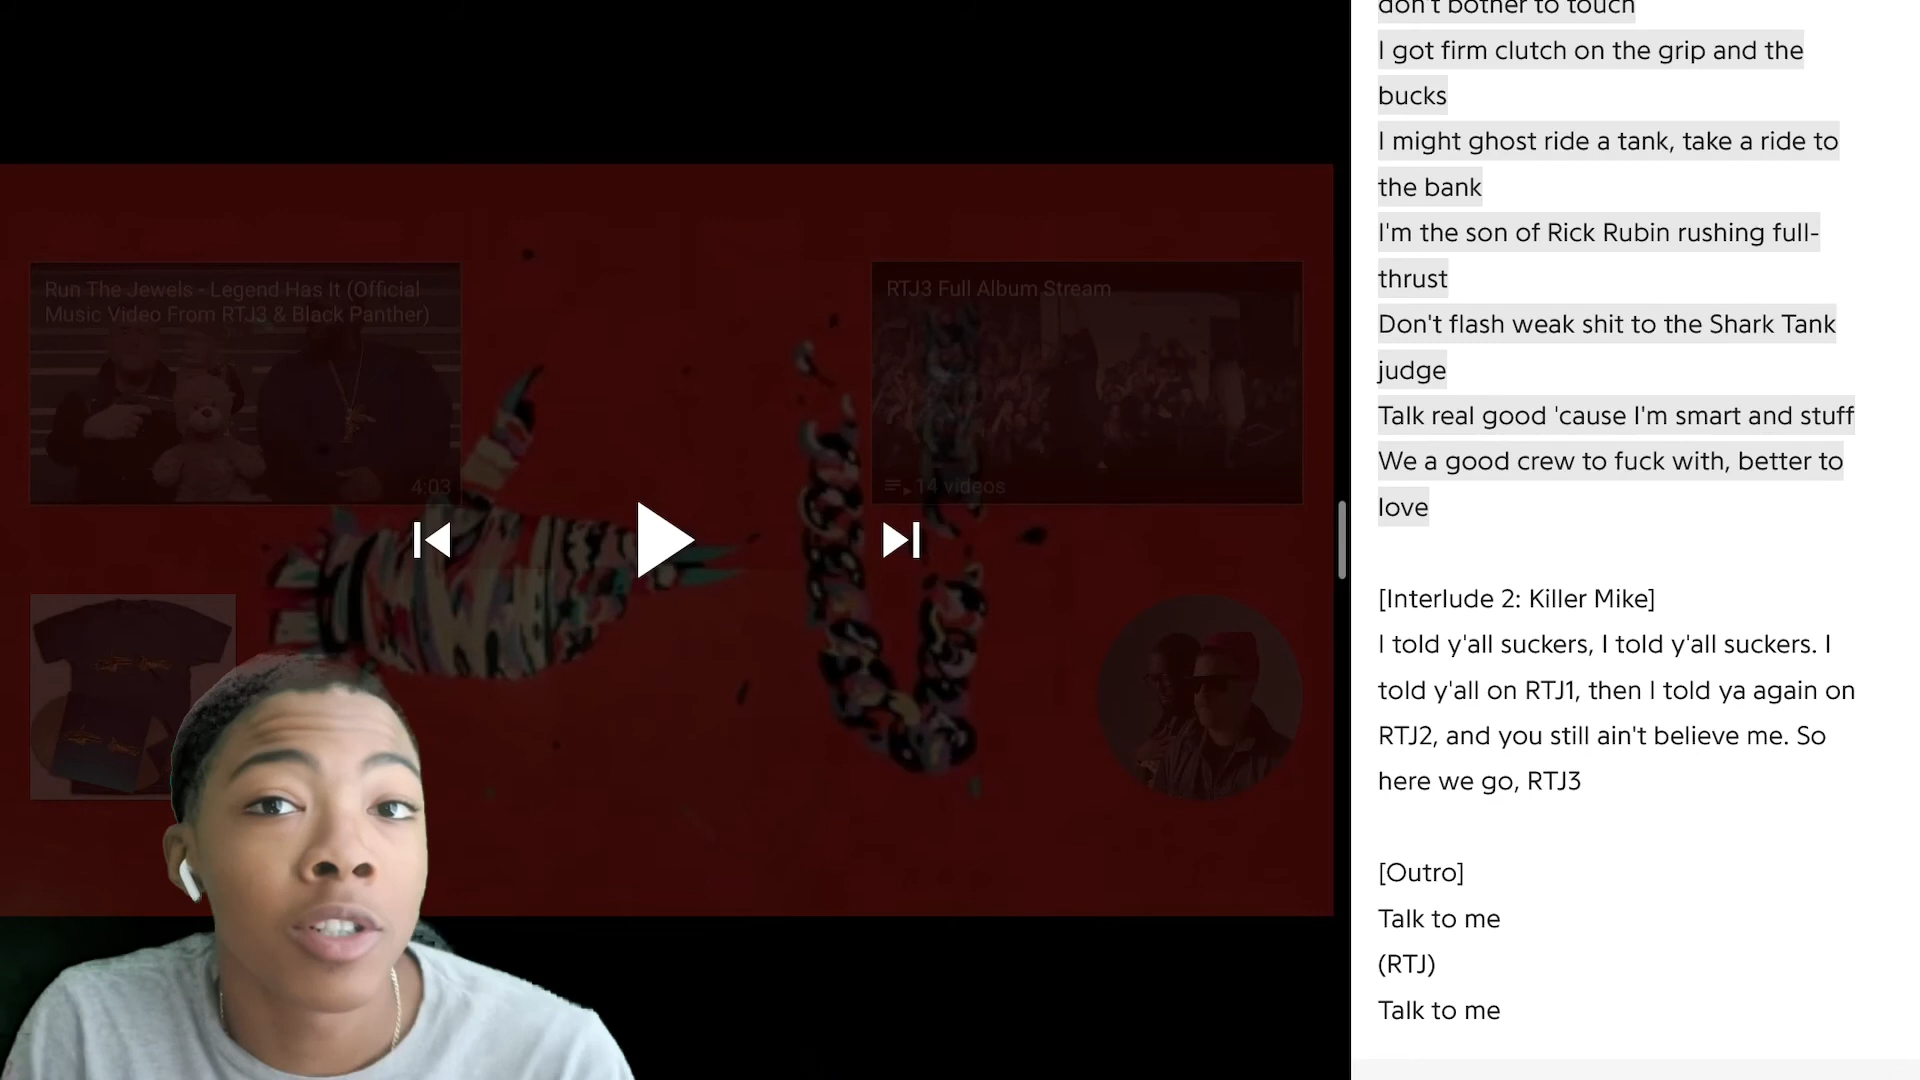 Run The Jewels - Legend Has It (Official
Music Video From RTJ3 & Black Panther)
4:03
RTJ3 Full Album Stream
14 videos
don't bother to touch
I got firm clutch on the grip and the
bucks
I might ghost ride a tank, take a ride to
the bank
I'm the son of Rick Rubin rushing full-
thrust
Don't flash weak shit to the Shark Tank
judge
Talk real good 'cause I'm smart and stuff
We a good crew to fuck with, better to
love
[Interlude 2: Killer Mike]
I told y'all suckers, I told y'all suckers. I
told y'all on RTJ1, then I told ya again on
RTJ2, and you still ain't believe me. So
here we go, RTJ3
[Outro]
Talk to me
(RTJ)
Talk to me